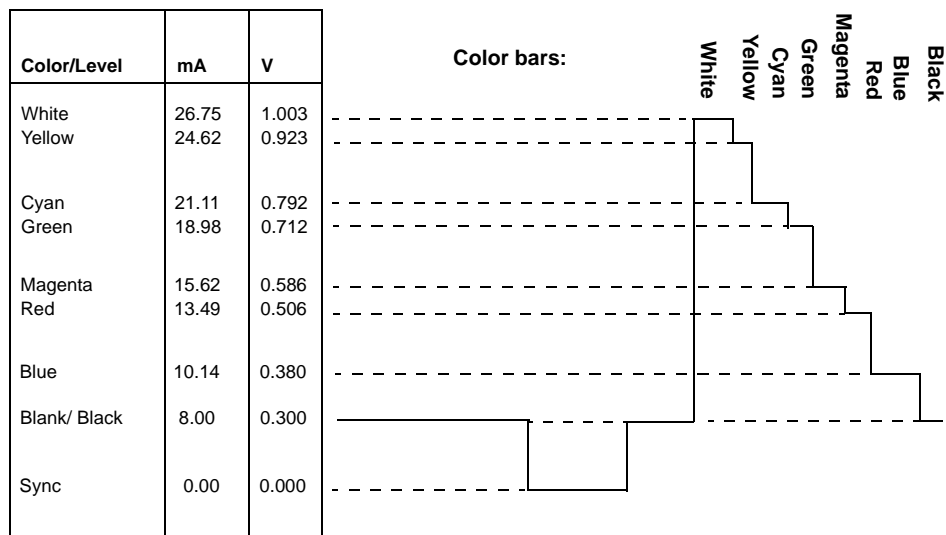 Color/Level mA V
White 26.75 1.003
Yellow 24.62 0.923
Cyan 21.11 0.792
Green 18.98 0.712
Magenta 15.62 0.586
Red 13.49 0.506
Blue 10.14 0.380
Blank/ Black 8.00 0.300
Sync 0.00 0.000
Color bars:
White
Yellow
Cyan
Green
Magenta
Red
Blue
Black